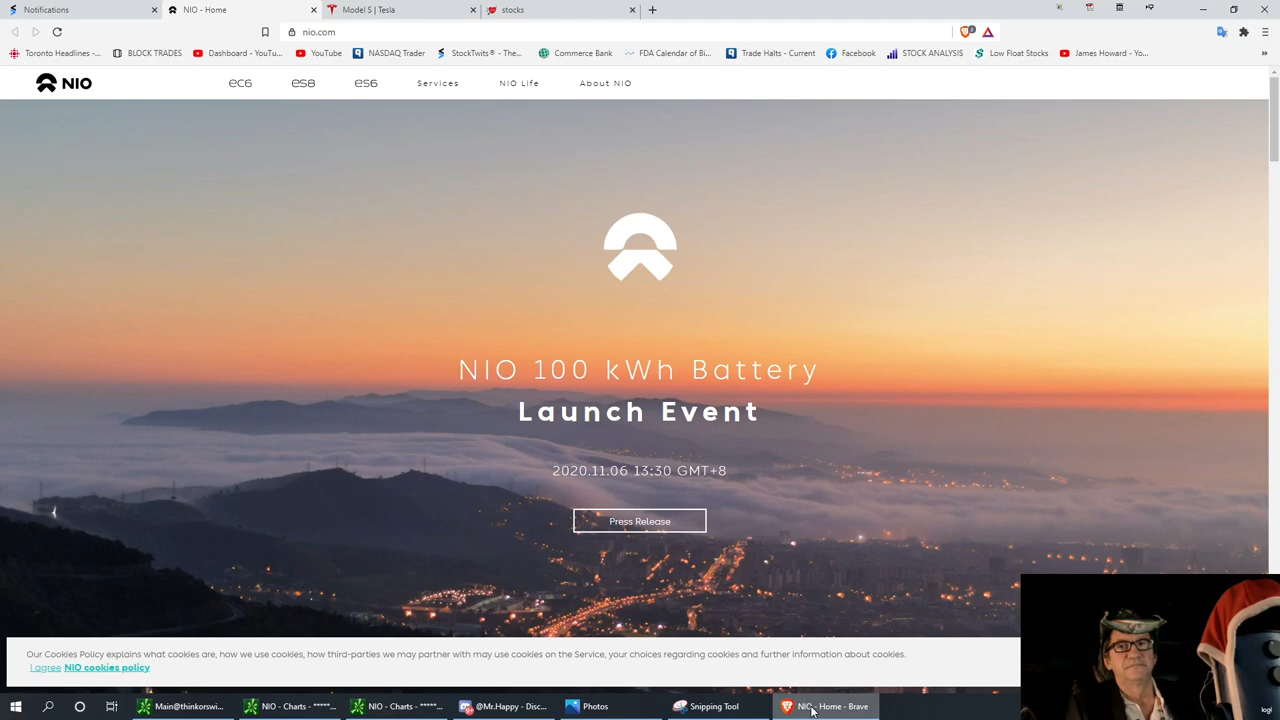 Notifications
NIO - Home
Model S | Tesla
stocks
nio.com
Toronto Headlines -...
BLOCK TRADES
Dashboard - YouTu...
YouTube
NASDAQ Trader
StockTwits® - The...
Commerce Bank
FDA Calendar of Bi...
Trade Halts - Current
Facebook
STOCK ANALYSIS
Low Float Stocks
James Howard - Yo...
NIO
ec6
es8
es6
Services
NIO Life
About NIO
NIO 100 kWh Battery
Launch Event
2020.11.06 13:30 GMT+8
Press Release
Our Cookies Policy explains what cookies are, how we use cookies, how third-parties we may partner with may use cookies on the Service, your choices regarding cookies and further information about cookies.
I agree NIO cookies policy
Main@thinkorswi...
NIO - Charts - *****...
NIO - Charts - *****...
@Mr.Happy - Disc...
Photos
Snipping Tool
NIO - Home - Brave
logi